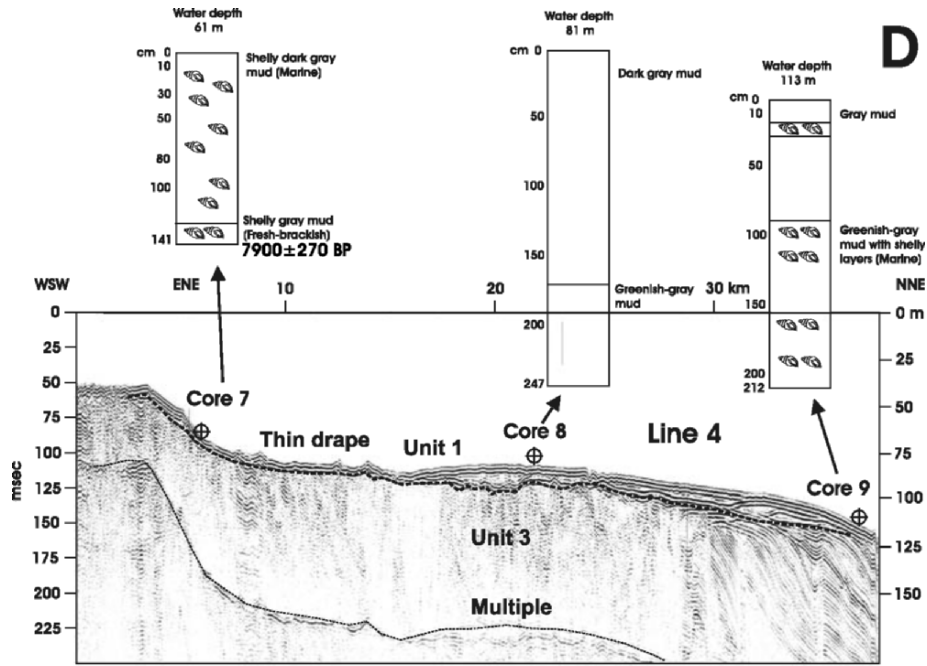 Water depth
61 m
cm 0
10
30
50
80
100
141
Shelly dark gray
mud (Marine)
Shelly gray mud
(Fresh-brackish)
7900±270 BP
Water depth
81 m
cm 0
50
100
150
200
247
Dark gray mud
Greenish-gray
mud
D
Water depth
113 m
cm 0
10
50
100
150
200
212
Gray mud
Greenish-gray
mud with shelly
layers (Marine)
WSW
ENE
10
20
30 km
NNE
0
25
50
75
100
125
150
175
200
225
msec
0 m
25
50
75
100
125
150
Core 7
Thin drape
Unit 1
Core 8
Line 4
Core 9
Unit 3
Multiple